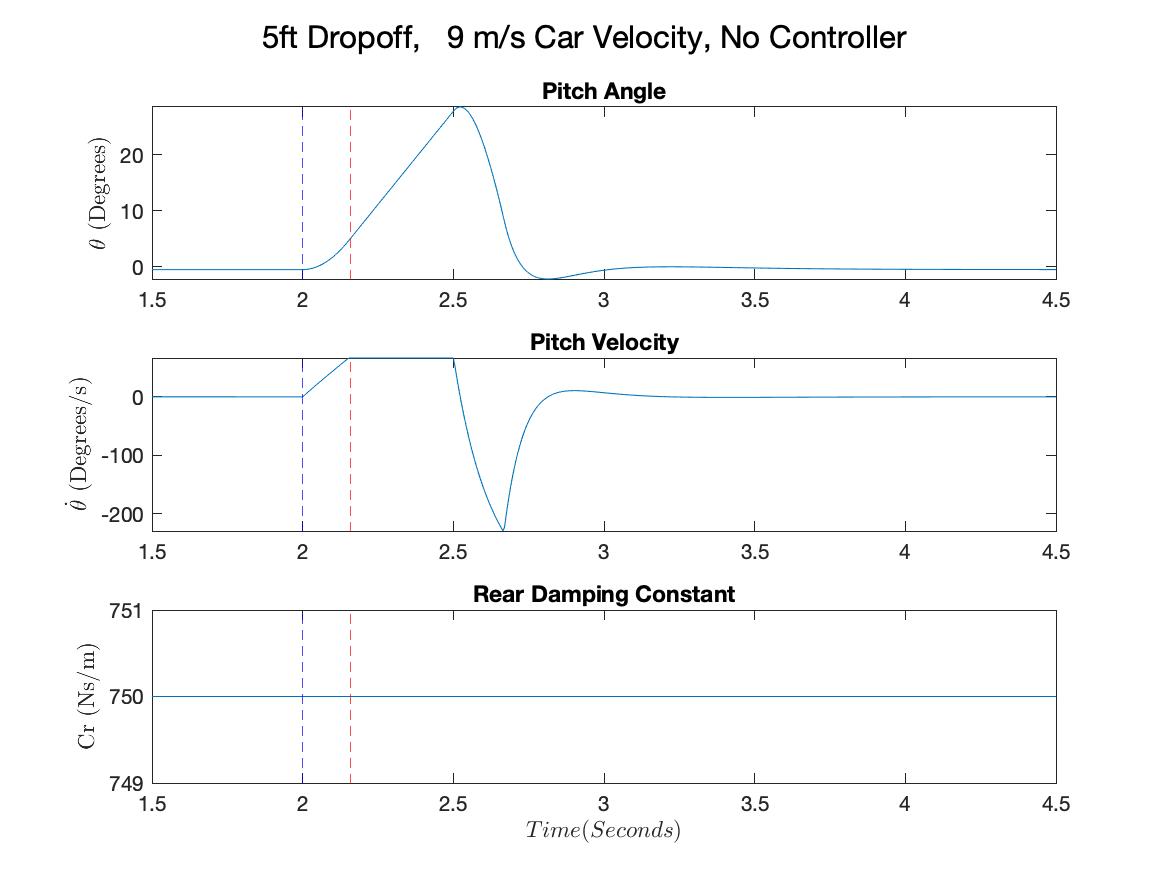 5ft Dropoff,   9 m/s Car Velocity, No Controller
Pitch Angle
θ (Degrees)
20
10
0
1.5 2 2.5 3 3.5 4 4.5
Pitch Velocity
θ̇ (Degrees/s)
0
-100
-200
1.5 2 2.5 3 3.5 4 4.5
Rear Damping Constant
Cr (Ns/m)
751
750
749
1.5 2 2.5 3 3.5 4 4.5
Time(Seconds)